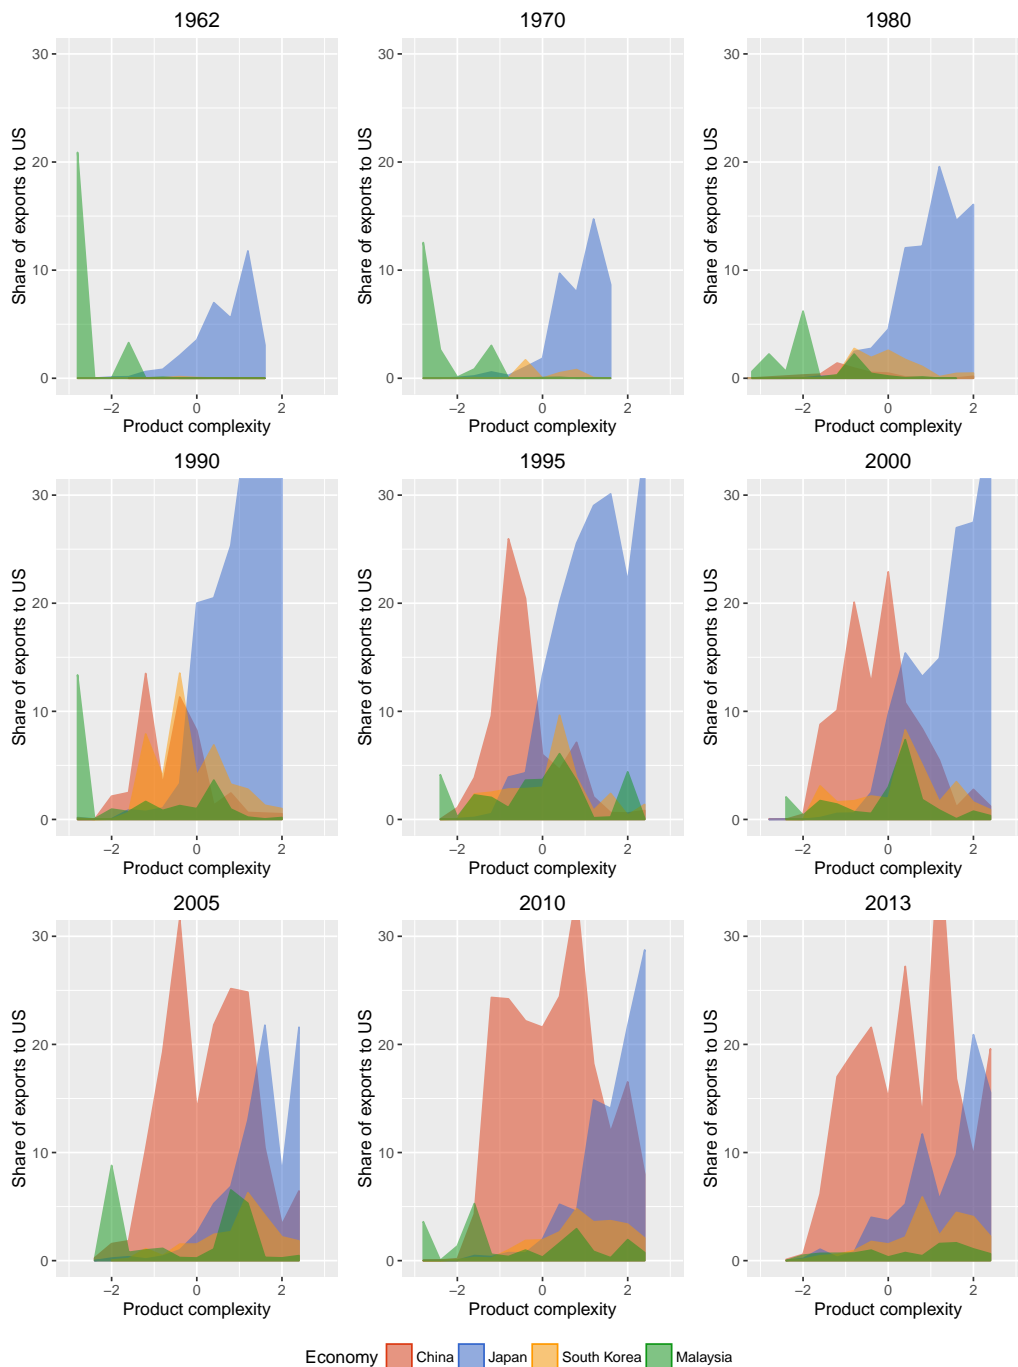 1962 1970 1980
Share of exports to US
30
20
10
0
−2 0 2
Product complexity
Share of exports to US
30
20
10
0
−2 0 2
Product complexity
Share of exports to US
30
20
10
0
−2 0 2
Product complexity
1990 1995 2000
Share of exports to US
30
20
10
0
−2 0 2
Product complexity
Share of exports to US
30
20
10
0
−2 0 2
Product complexity
Share of exports to US
30
20
10
0
−2 0 2
Product complexity
2005 2010 2013
Share of exports to US
30
20
10
0
−2 0 2
Product complexity
Share of exports to US
30
20
10
0
−2 0 2
Product complexity
Share of exports to US
30
20
10
0
−2 0 2
Product complexity
Economy China Japan South Korea Malaysia